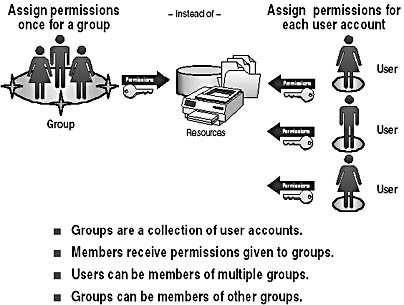 Assign permissions
once for a group
– instead of –
Assign permissions for
each user account
Permissions
Permissions
User
Group
Resources
Permissions
User
Permissions
User
■ Groups are a collection of user accounts.
■ Members receive permissions given to groups.
■ Users can be members of multiple groups.
■ Groups can be members of other groups.